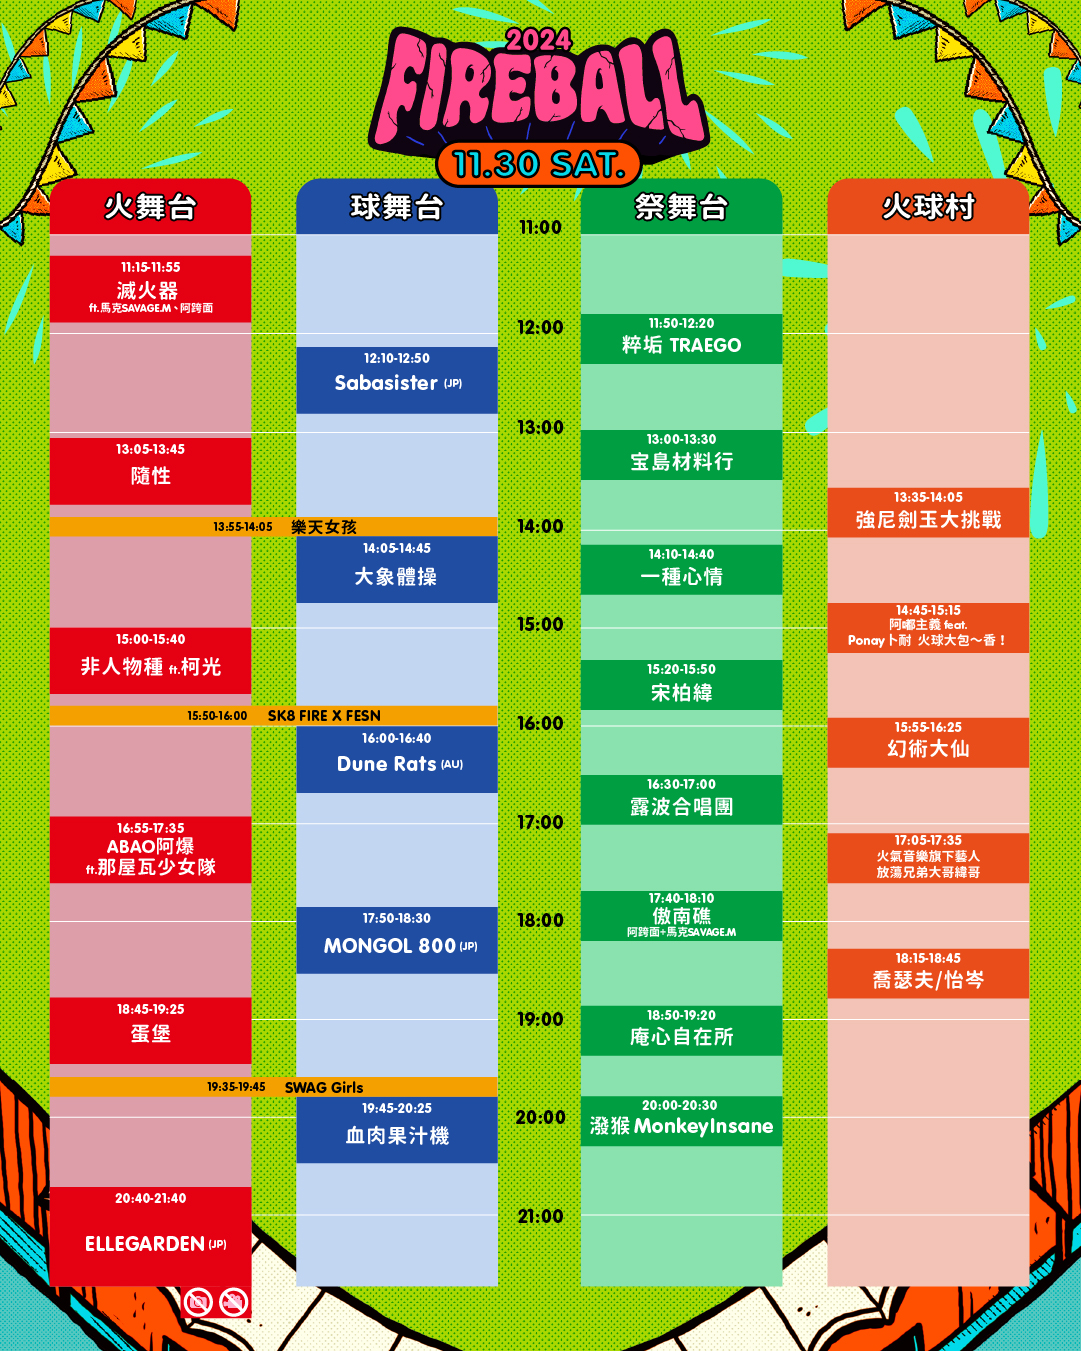 2024
FIREBALL
11.30 SAT.
火舞台
11:15-11:55
滅火器
ft.馬克SAVAGE.M、阿跨面
13:05-13:45
隨性
13:55-14:05 樂天女孩
15:00-15:40
非人物種 ft.柯光
15:50-16:00 SK8 FIRE X FESN
16:55-17:35
ABAO阿爆
ft.那屋瓦少女隊
18:45-19:25
蛋堡
19:35-19:45 SWAG Girls
20:40-21:40
ELLEGARDEN (JP)
球舞台
12:10-12:50
Sabasister (JP)
14:05-14:45
大象體操
16:00-16:40
Dune Rats (AU)
17:50-18:30
MONGOL 800 (JP)
19:45-20:25
血肉果汁機
11:00
12:00
13:00
14:00
15:00
16:00
17:00
18:00
19:00
20:00
21:00
祭舞台
11:50-12:20
粹垢 TRAEGO
13:00-13:30
宝島材料行
14:10-14:40
一種心情
15:20-15:50
宋柏緯
16:30-17:00
露波合唱團
17:40-18:10
傲南礁
阿跨面+馬克SAVAGE.M
18:50-19:20
庵心自在所
20:00-20:30
潑猴 MonkeyInsane
火球村
13:35-14:05
強尼劍玉大挑戰
14:45-15:15
阿嘟主義 feat.
Ponay卜耐 火球大包～香！
15:55-16:25
幻術大仙
17:05-17:35
火氣音樂旗下藝人
放蕩兄弟大哥緯哥
18:15-18:45
喬瑟夫/怡岑